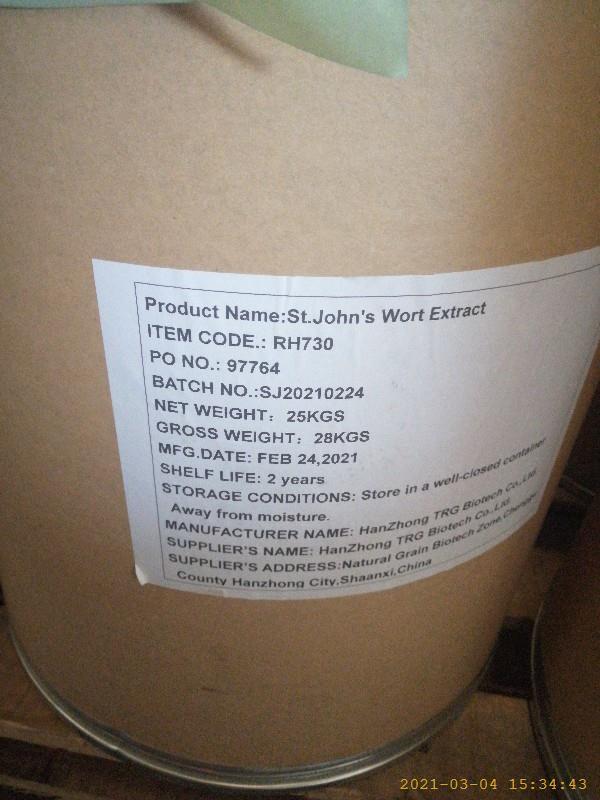 Product Name:St.John's Wort Extract
ITEM CODE.: RH730
PO NO.: 97764
BATCH NO.:SJ20210224
NET WEIGHT: 25KGS
GROSS WEIGHT: 28KGS
MFG.DATE: FEB 24,2021
SHELF LIFE: 2 years
STORAGE CONDITIONS: Store in a well-closed container
Away from moisture.
MANUFACTURER NAME: HanZhong TRG Biotech Co.,Ltd.
SUPPLIER'S NAME: HanZhong TRG Biotech Co.,Ltd.
SUPPLIER'S ADDRESS:Natural Grain Biotech Zone,
County Hanzhong City,Shaanxi,China
2021-03-04 15:34:43